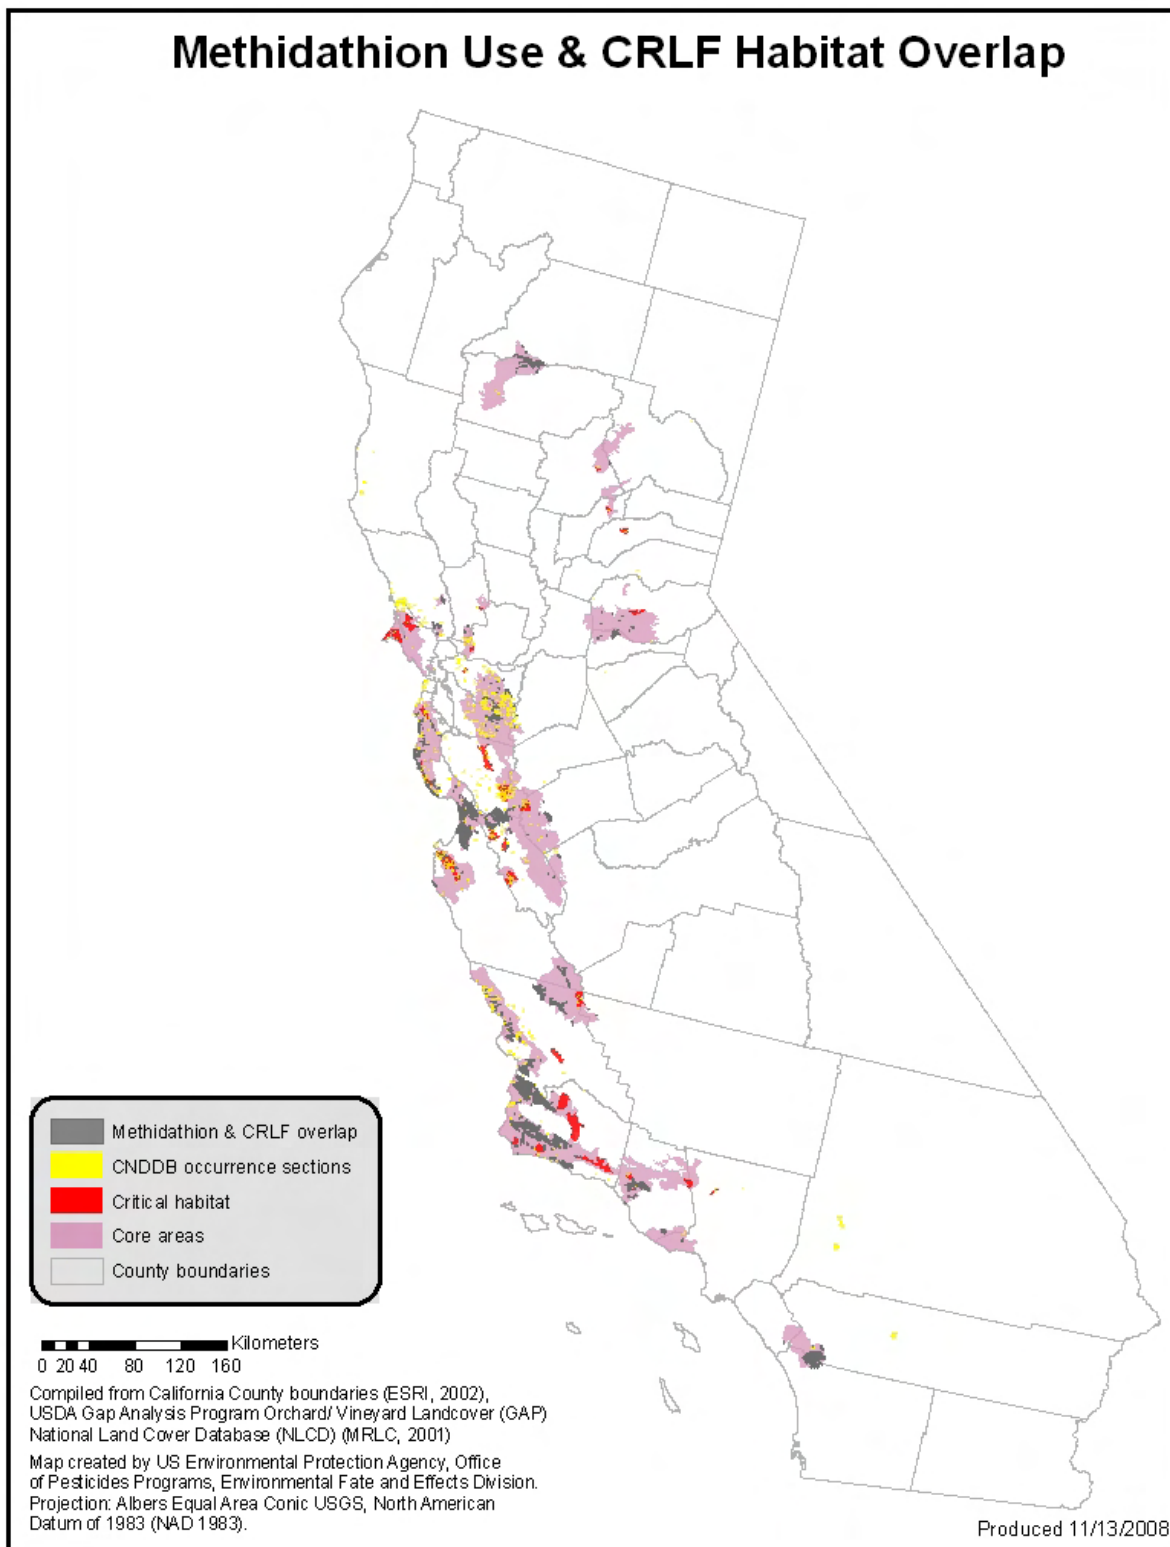 Methidathion Use & CRLF Habitat Overlap
Methidathion & CRLF overlap
CNDDB occurrence sections
Critical habitat
Core areas
County boundaries
Kilometers
0 20 40 80 120 160
Compiled from California County boundaries (ESRI, 2002),
USDA Gap Analysis Program Orchard/ Vineyard Landcover (GAP)
National Land Cover Database (NLCD) (MRLC, 2001)
Map created by US Environmental Protection Agency, Office
of Pesticides Programs, Environmental Fate and Effects Division.
Projection: Albers Equal Area Conic USGS, North American
Datum of 1983 (NAD 1983).
Produced 11/13/2008